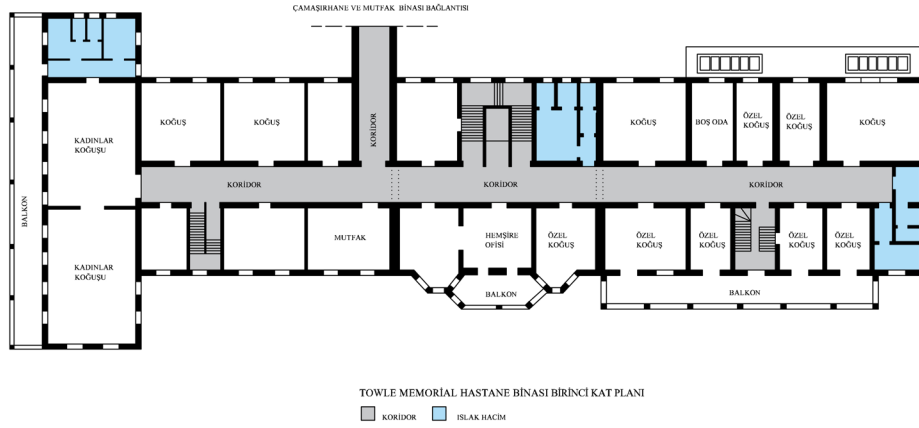 ÇAMAŞIRHANE VE MUTFAK BİNASI BAĞLANTISI
KOĞUŞ
KOĞUŞ
KORİDOR
KOĞUŞ
BOŞ ODA
ÖZEL
KOĞUŞ
ÖZEL
KOĞUŞ
KOĞUŞ
KADINLAR
KOĞUŞU
KORİDOR
KORİDOR
KORİDOR
BALKON
KADINLAR
KOĞUŞU
MUTFAK
HEMŞİRE
OFİSİ
ÖZEL
KOĞUŞ
ÖZEL
KOĞUŞ
ÖZEL
KOĞUŞ
ÖZEL
KOĞUŞ
ÖZEL
KOĞUŞ
BALKON
BALKON
TOWLE MEMORIAL HASTANE BİNASI BİRİNCİ KAT PLANI
KORİDOR
ISLAK HACİM